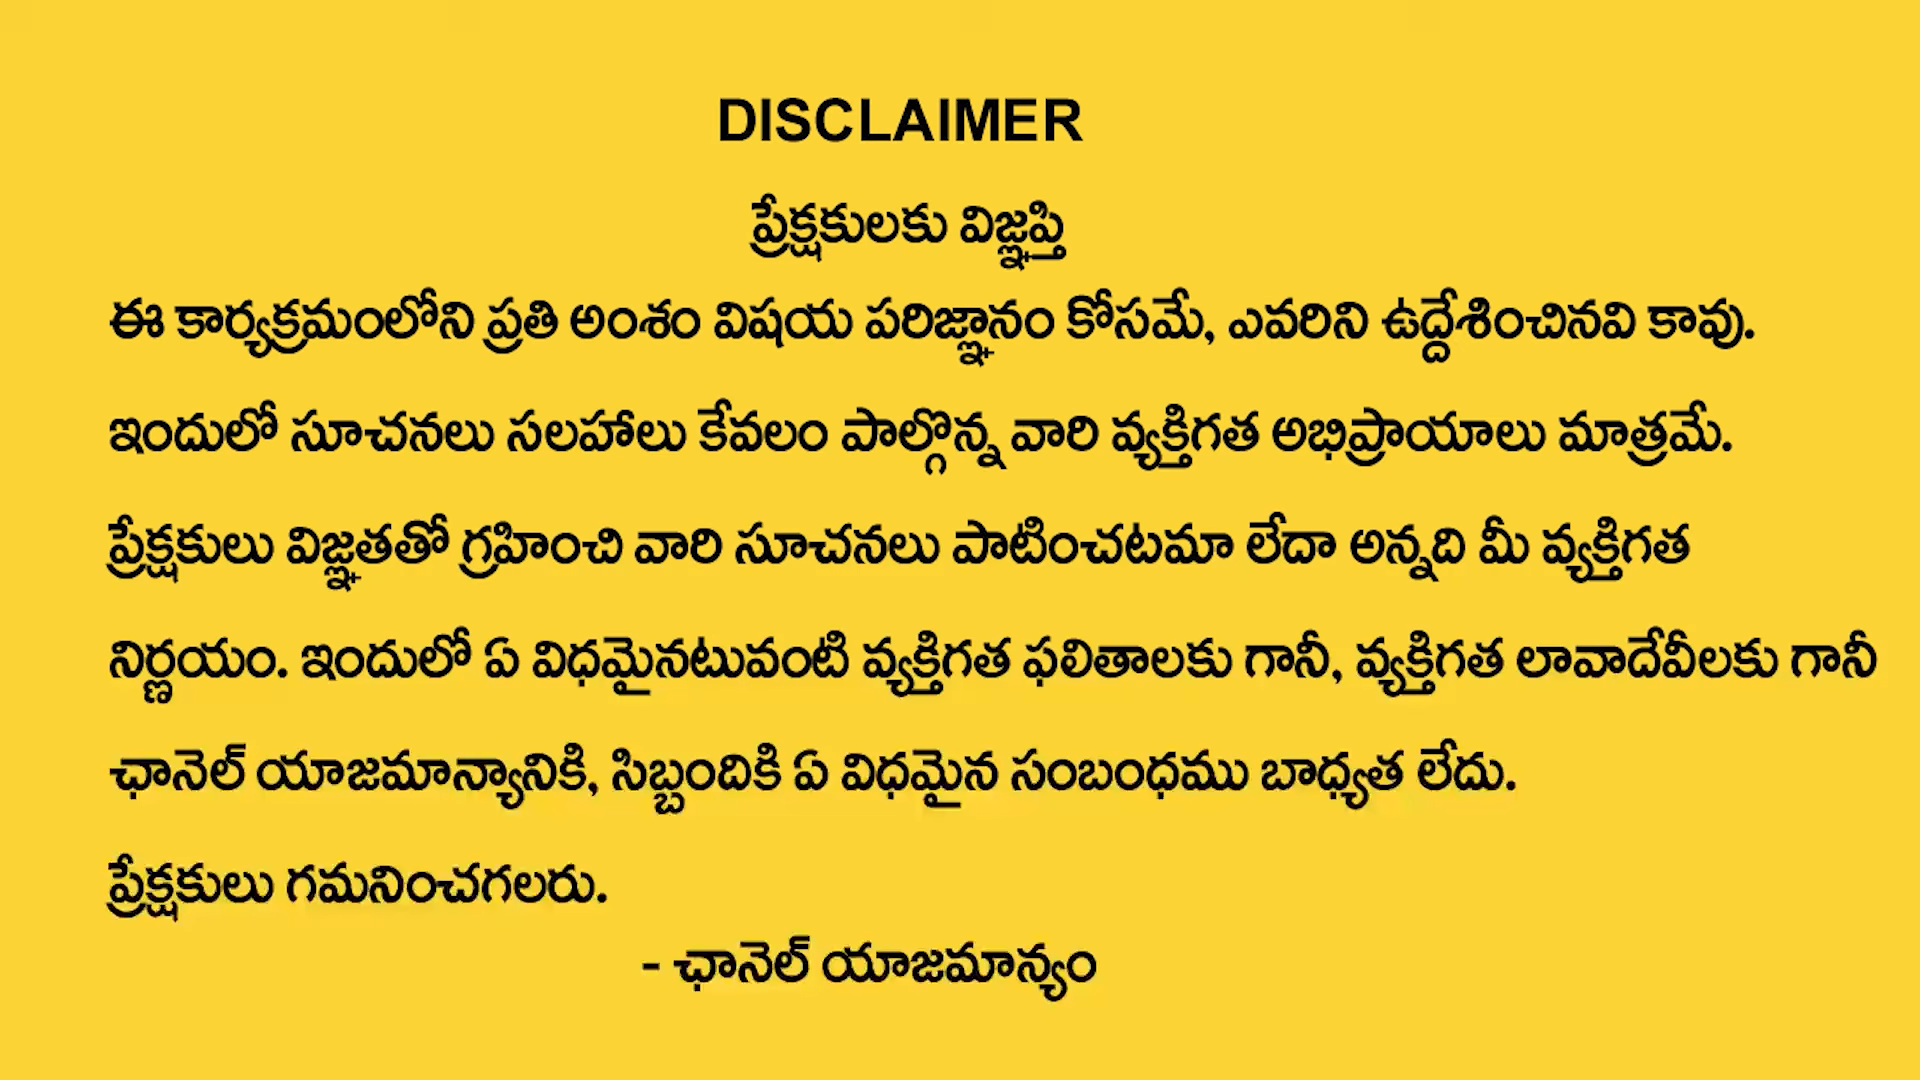 DISCLAIMER
ప్రేక్షకులకు విజ్ఞప్తి
ఈ కార్యక్రమంలోని ప్రతి అంశం విషయ పరిజ్ఞానం కోసమే, ఎవరిని ఉద్దేశించినవి కావు.
ఇందులో సూచనలు సలహాలు కేవలం పాల్గొన్న వారి వ్యక్తిగత అభిప్రాయాలు మాత్రమే.
ప్రేక్షకులు విజ్ఞతతో గ్రహించి వారి సూచనలు పాటించటమా లేదా అన్నది మీ వ్యక్తిగత
నిర్ణయం. ఇందులో ఏ విధమైనటువంటి వ్యక్తిగత ఫలితాలకు గానీ, వ్యక్తిగత లావాదేవీలకు గానీ
ఛానెల్ యాజమాన్యానికి, సిబ్బందికి ఏ విధమైన సంబంధము బాధ్యత లేదు.
ప్రేక్షకులు గమనించగలరు.
- ఛానెల్ యాజమాన్యం